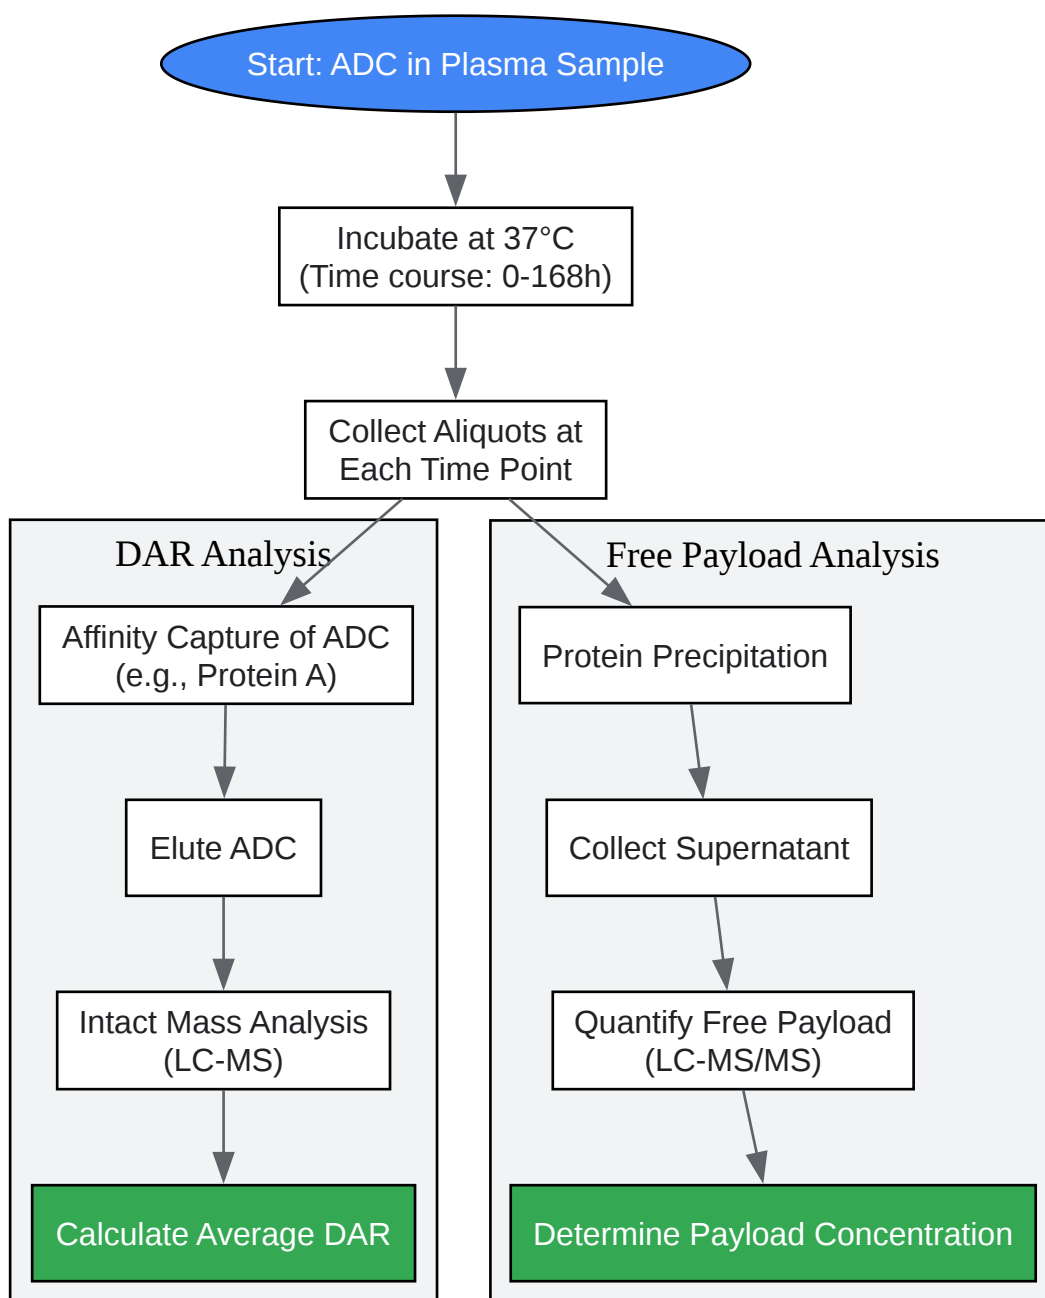 Start: ADC in Plasma Sample
Incubate at 37°C
(Time course: 0-168h)
Collect Aliquots at
Each Time Point
DAR Analysis
Affinity Capture of ADC
(e.g., Protein A)
Elute ADC
Intact Mass Analysis
(LC-MS)
Calculate Average DAR
Free Payload Analysis
Protein Precipitation
Collect Supernatant
Quantify Free Payload
(LC-MS/MS)
Determine Payload Concentration